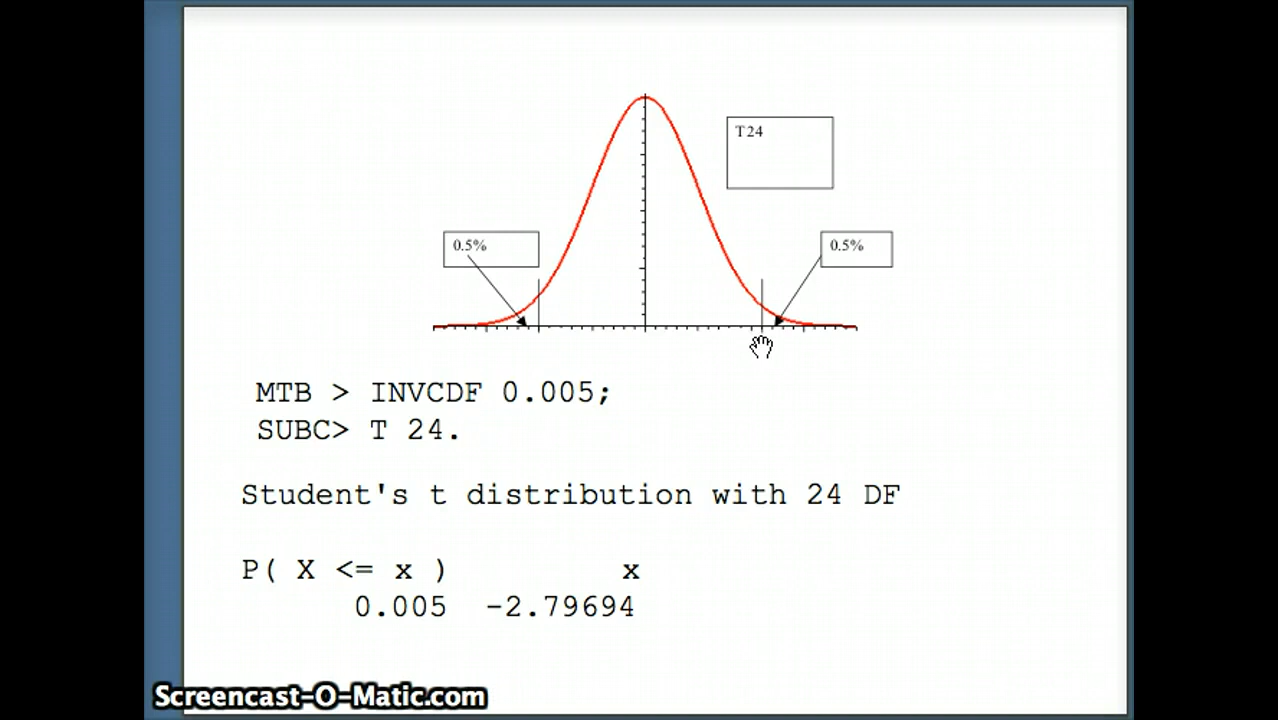 T24
0.5%
0.5%
MTB > INVCDF 0.005;
SUBC> T 24.
Student's t distribution with 24 DF
P( X <= x ) x
0.005 -2.79694
Screencast-O-Matic.com